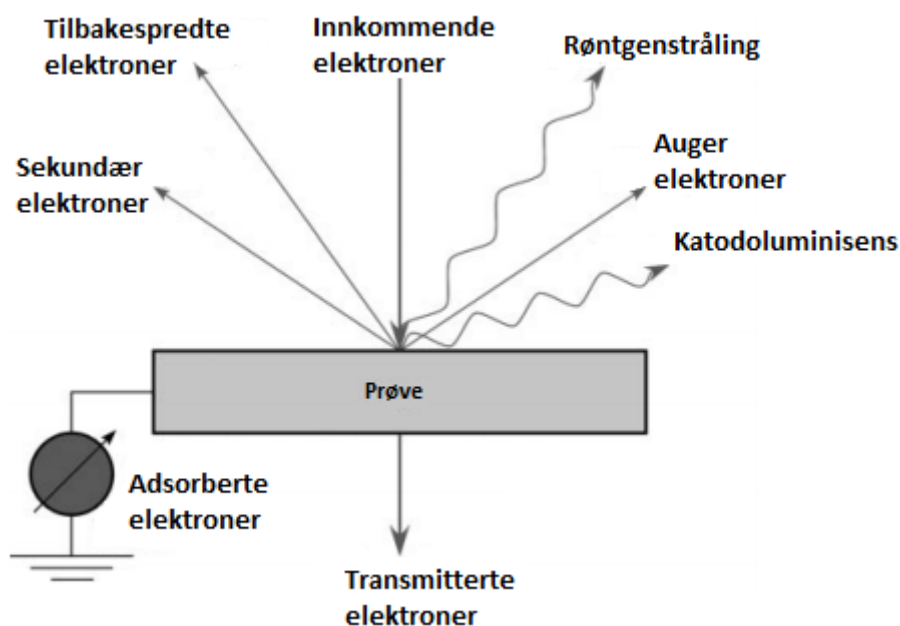 Tilbakespredte
elektroner
Innkommende
elektroner
Røntgenstråling
Sekundær
elektroner
Auger
elektroner
Katodoluminisens
Prøve
Adsorberte
elektroner
Transmitterte
elektroner